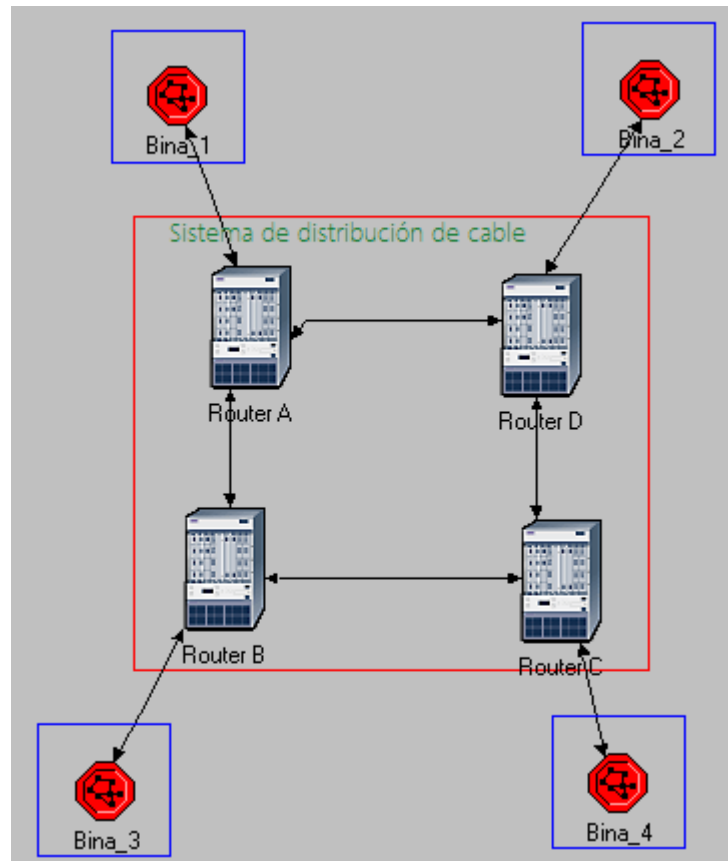 Bina_1
Bina_2
Sistema de distribución de cable
Router A
Router D
Router B
Router C
Bina_3
Bina_4